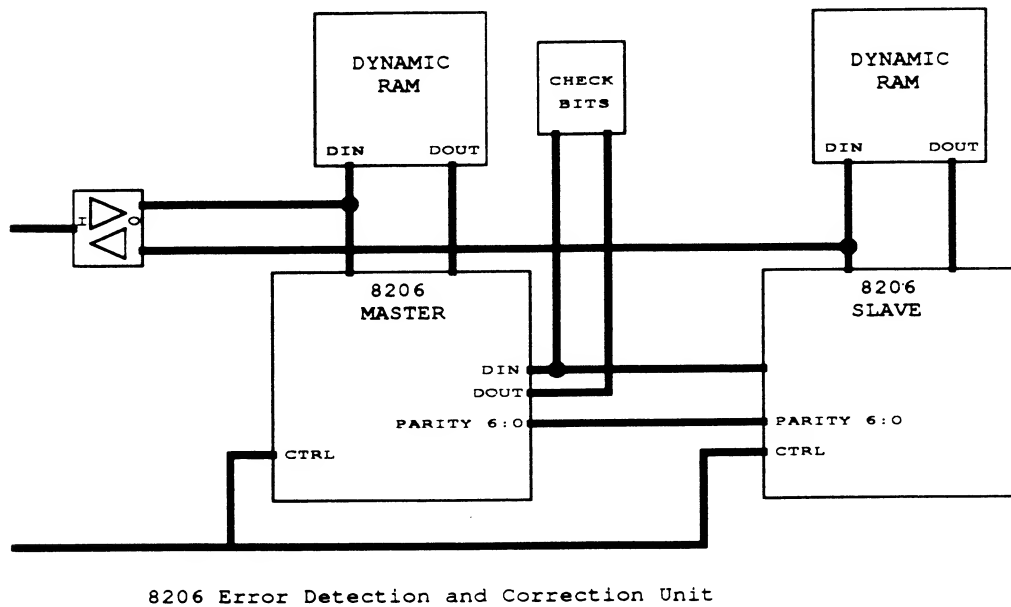 DYNAMIC
RAM
DIN DOUT
CHECK
BITS
DYNAMIC
RAM
DIN DOUT
I
O
8206
MASTER
DIN
DOUT
PARITY 6:0
CTRL
8206
SLAVE
PARITY 6:0
CTRL
8206 Error Detection and Correction Unit